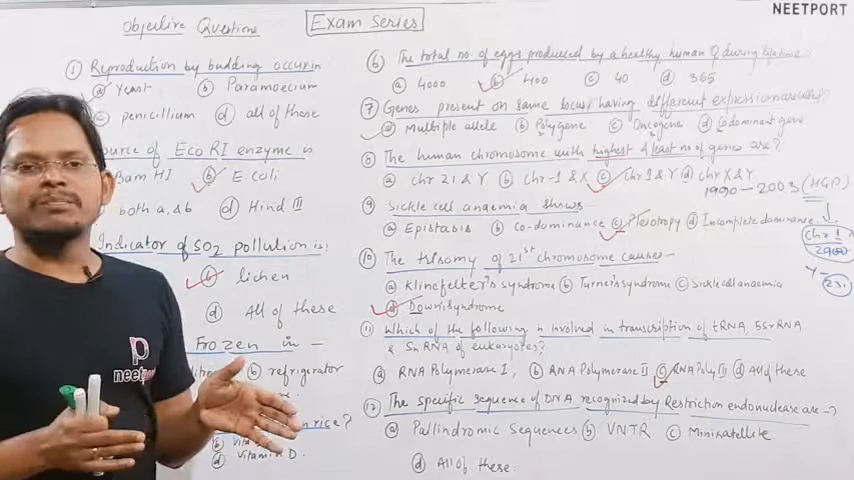 NEETPORT
Objective Questions
Exam Series
① Reproduction by budding occur in
ⓐ Yeast ⓑ Paramoecium
ⓒ penicillium ⓓ all of these
ource of Eco RI enzyme is
Bam HI ⓑ E coli
both a, & b ⓓ Hind III
Indicator of SO2 pollution is:
ⓑ lichen
ⓓ All of these
Frozen in —
ⓑ refrigerator
n rice?
ⓓ Vitamin D.
⑥ The total no. of eggs produced by a healthy human ♀ during lifetime
ⓐ 4000 ⓑ 400 ⓒ 40 ⓓ 365
⑦ Genes present on same locus having different expression are called?
ⓐ Multiple allele ⓑ Polygene ⓒ Oncogene ⓓ Codominant gene.
⑧ The human chromosome with highest & least no of genes are?
ⓐ chr 21 & Y ⓑ Chr-1 & X ⓒ Chr 1 & Y ⓓ chr X & Y
1990 - 2003 (HGP)
⑨ Sickle cell anaemia shows
ⓐ Epistasis ⓑ co-dominance ⓒ Pleiotropy ⓓ Incomplete dominance.
Chr 1
Y -
231
⑩ The trisomy of 21st chromosome causes-
ⓐ Klinefelter's syndrome ⓑ Turner's syndrome ⓒ Sickle cell anaemia
ⓓ Down's syndrome
⑪ Which of the following is involved in transcription of tRNA, 5SrRNA
& SnRNA of eukaryotes?
ⓐ RNA Polymerase I, ⓑ RNA Polymerase II ⓒ RNA Poly III ⓓ All of these
⑫ The specific sequence of DNA recognized by Restriction endonuclease are -?
ⓐ Pallindromic Sequences ⓑ VNTR ⓒ Minisatellite
ⓓ All of these.
p
neetport